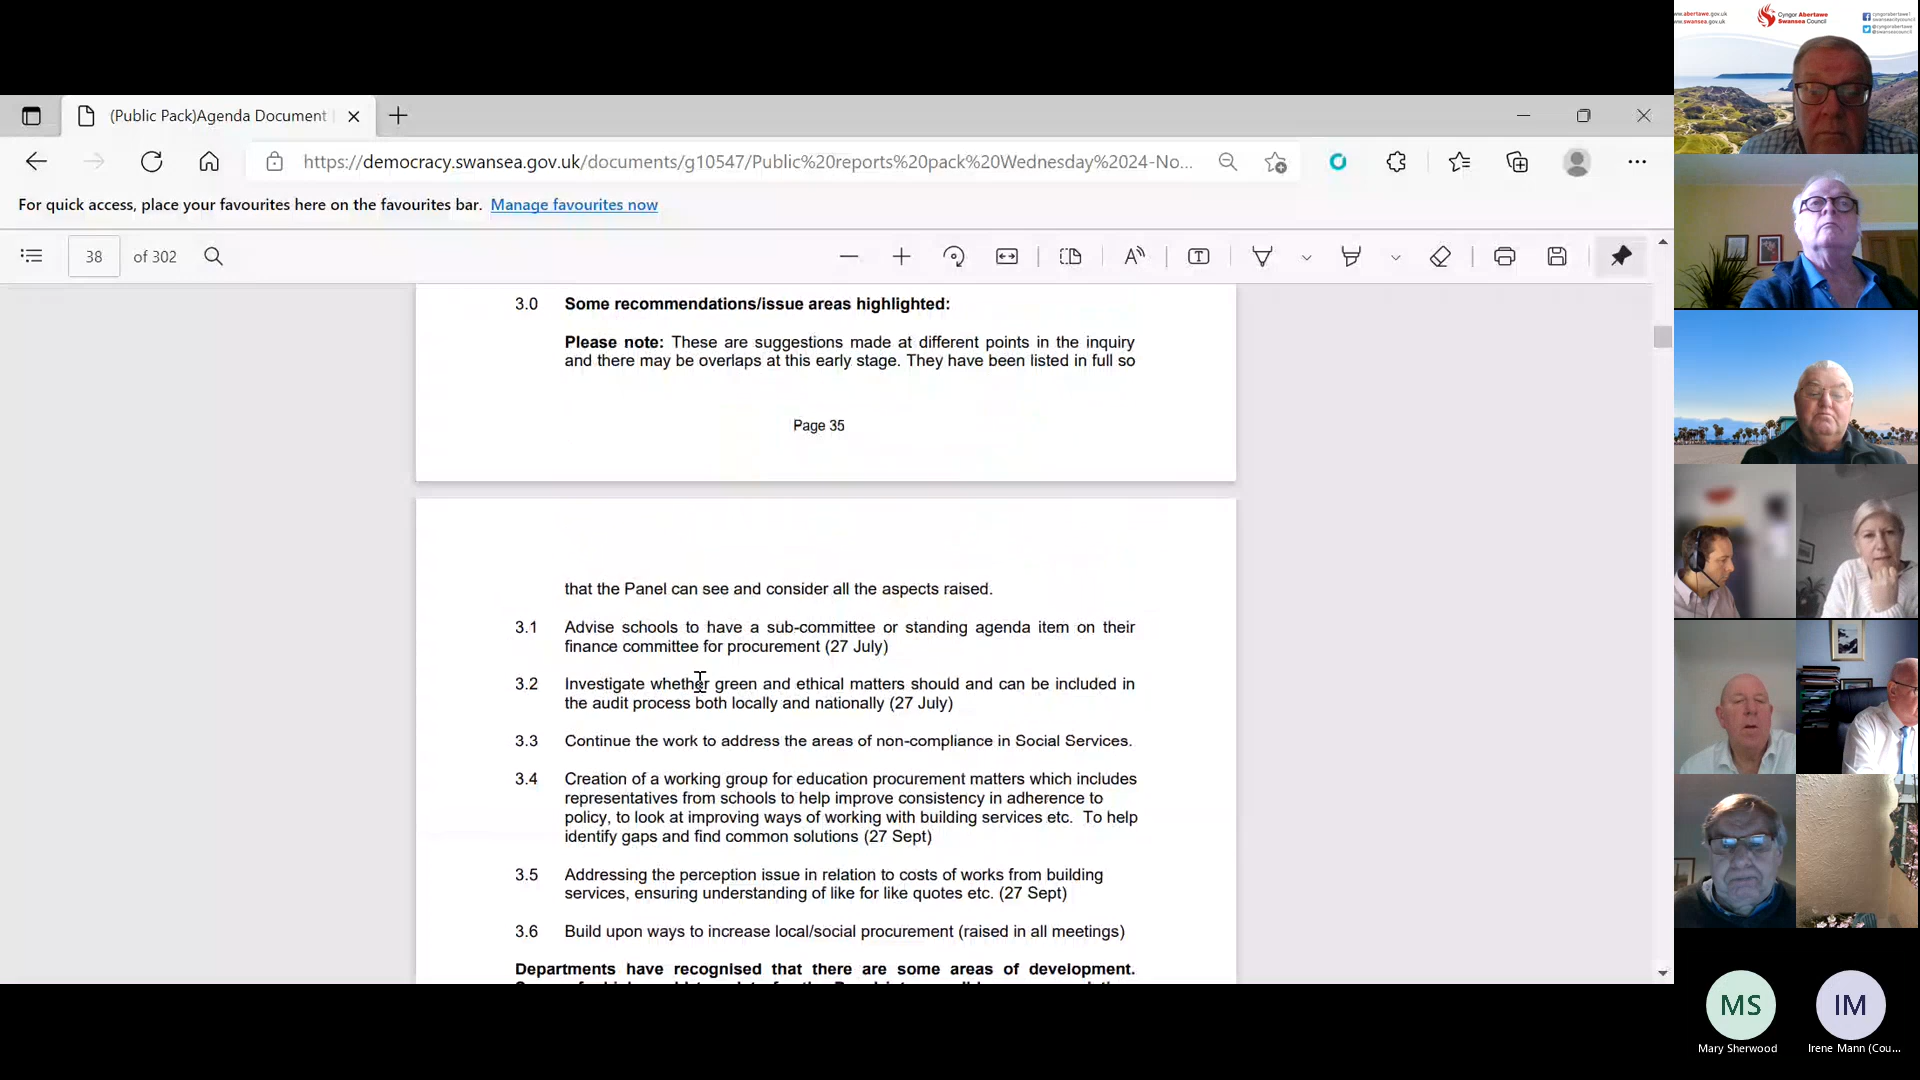 (Public Pack)Agenda Document
https://democracy.swansea.gov.uk/documents/g10547/Public%20reports%20pack%20Wednesday%2024-No...
For quick access, place your favourites here on the favourites bar. Manage favourites now
38 of 302
3.0 Some recommendations/issue areas highlighted:
Please note: These are suggestions made at different points in the inquiry
and there may be overlaps at this early stage. They have been listed in full so
Page 35
that the Panel can see and consider all the aspects raised.
3.1 Advise schools to have a sub-committee or standing agenda item on their
finance committee for procurement (27 July)
3.2 Investigate whether green and ethical matters should and can be included in
the audit process both locally and nationally (27 July)
3.3 Continue the work to address the areas of non-compliance in Social Services.
3.4 Creation of a working group for education procurement matters which includes
representatives from schools to help improve consistency in adherence to
policy, to look at improving ways of working with building services etc. To help
identify gaps and find common solutions (27 Sept)
3.5 Addressing the perception issue in relation to costs of works from building
services, ensuring understanding of like for like quotes etc. (27 Sept)
3.6 Build upon ways to increase local/social procurement (raised in all meetings)
Departments have recognised that there are some areas of development.
www.abertawe.gov.uk
www.swansea.gov.uk
Cyngor Abertawe
Swansea Council
MS
Mary Sherwood
IM
Irene Mann (Cou...